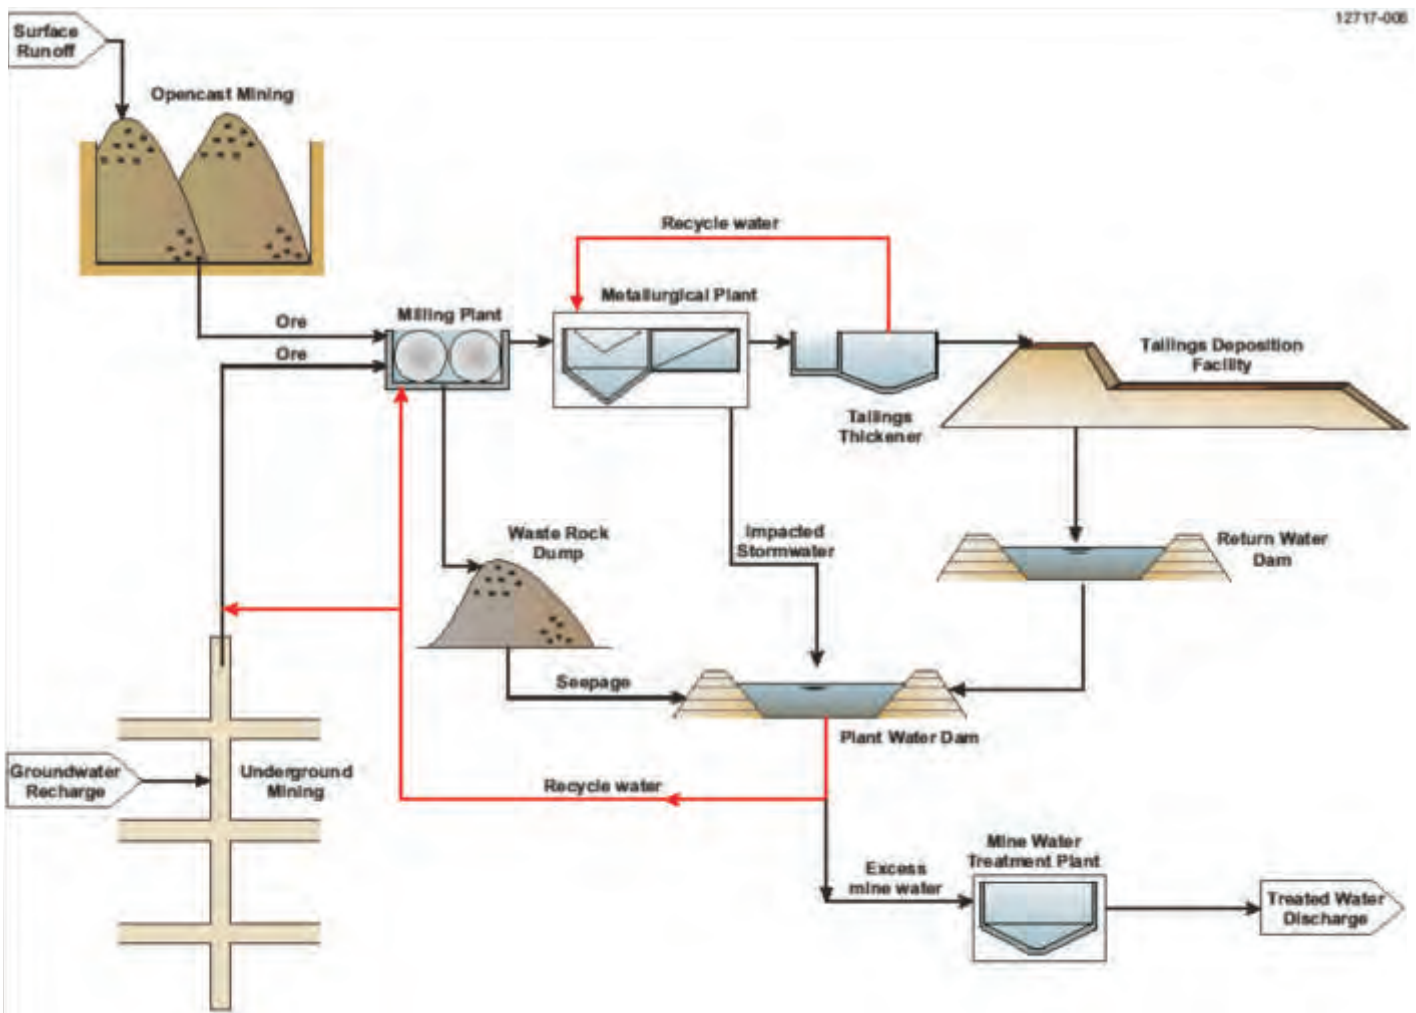 12717-006
Surface
Runoff
Opencast Mining
Recycle water
Metallurgical Plant
Milling Plant
Ore
Ore
Tailings Deposition
Facility
Tailings
Thickener
Waste Rock
Dump
Impacted
Stormwater
Return Water
Dam
Seepage
Plant Water Dam
Groundwater
Recharge
Underground
Mining
Recycle water
Mine Water
Treatment Plant
Excess
mine water
Treated Water
Discharge